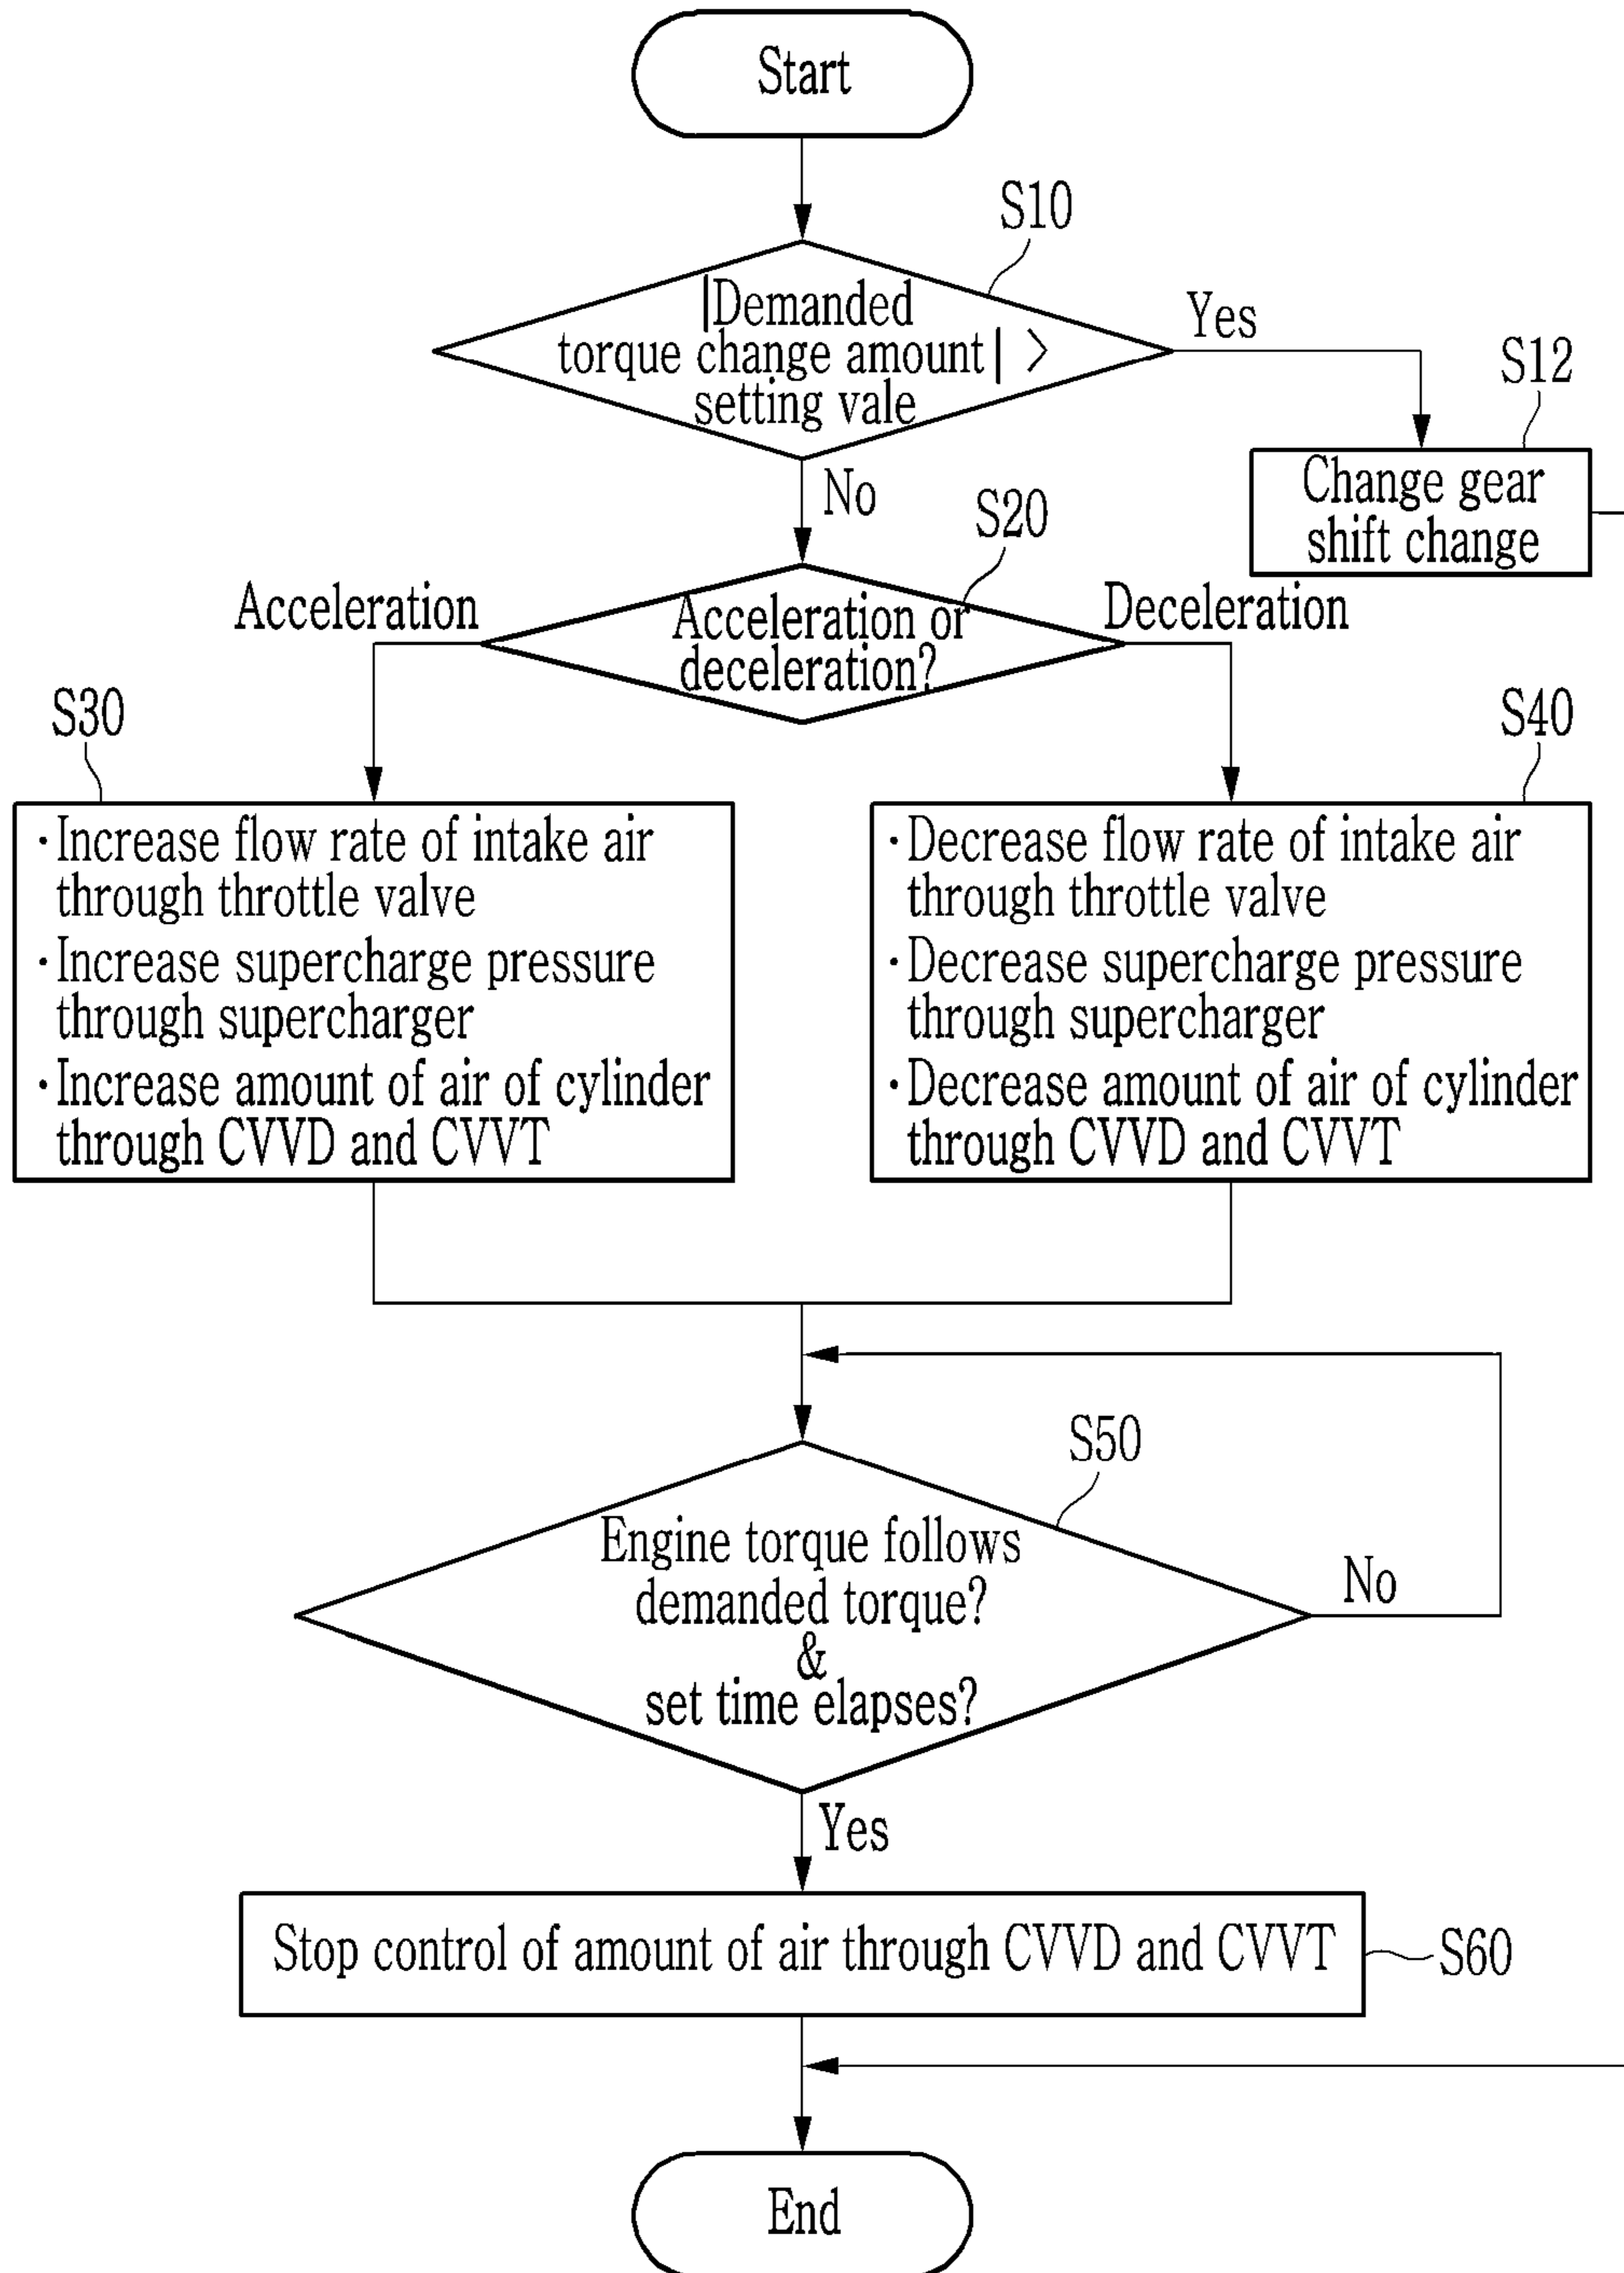 Start
S10
|Demanded
torque change amount| >
setting vale
Yes
S12
Change gear
shift change
No
S20
Acceleration
Acceleration or
deceleration?
Deceleration
S30
·Increase flow rate of intake air
through throttle valve
·Increase supercharge pressure
through supercharger
·Increase amount of air of cylinder
through CVVD and CVVT
S40
·Decrease flow rate of intake air
through throttle valve
·Decrease supercharge pressure
through supercharger
·Decrease amount of air of cylinder
through CVVD and CVVT
S50
Engine torque follows
demanded torque?
&
set time elapses?
No
Yes
Stop control of amount of air through CVVD and CVVT
S60
End